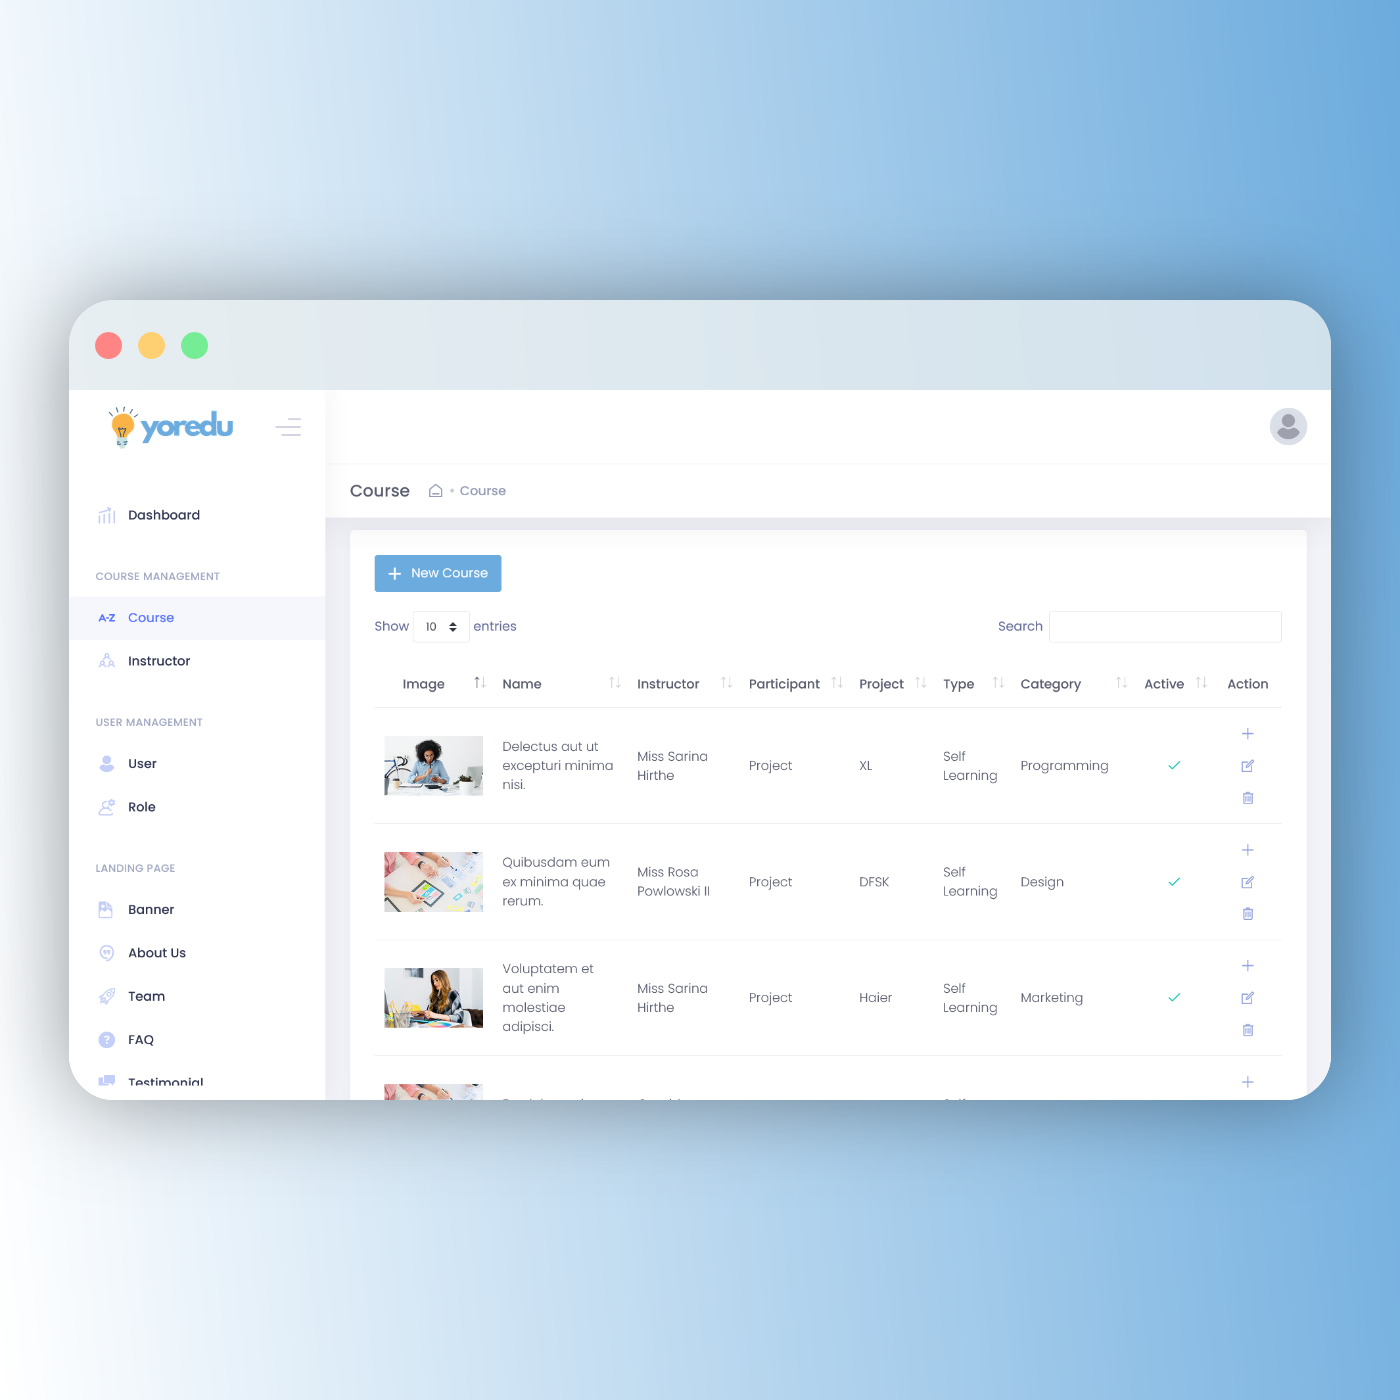 yoredu
Course
Course
Dashboard
COURSE MANAGEMENT
A-Z Course
Instructor
USER MANAGEMENT
User
Role
LANDING PAGE
Banner
About Us
Team
FAQ
Testimonial
New Course
Show 10 entries
Search
Image Name Instructor Participant Project Type Category Active Action
Delectus aut ut
excepturi minima
nisi.
Miss Sarina
Hirthe
Project
XL
Self
Learning
Programming
Quibusdam eum
ex minima quae
rerum.
Miss Rosa
Powlowski II
Project
DFSK
Self
Learning
Design
Voluptatem et
aut enim
molestiae
adipisci.
Miss Sarina
Hirthe
Project
Haier
Self
Learning
Marketing